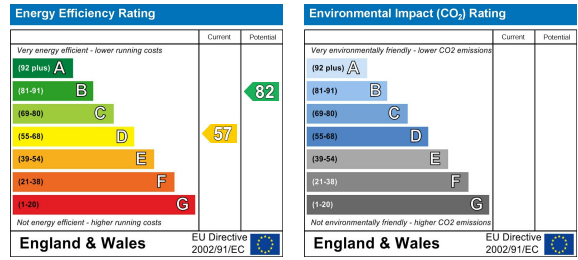 Energy Efficiency Rating
Current Potential
Very energy efficient - lower running costs
(92 plus) A
(81-91) B
(69-80) C
(55-68) D
(39-54) E
(21-38) F
(1-20) G
57
82
Not energy efficient - higher running costs
England & Wales
EU Directive
2002/91/EC
Environmental Impact (CO₂) Rating
Current Potential
Very environmentally friendly - lower CO2 emissions
(92 plus) A
(81-91) B
(69-80) C
(55-68) D
(39-54) E
(21-38) F
(1-20) G
Not environmentally friendly - higher CO2 emissions
England & Wales
EU Directive
2002/91/EC